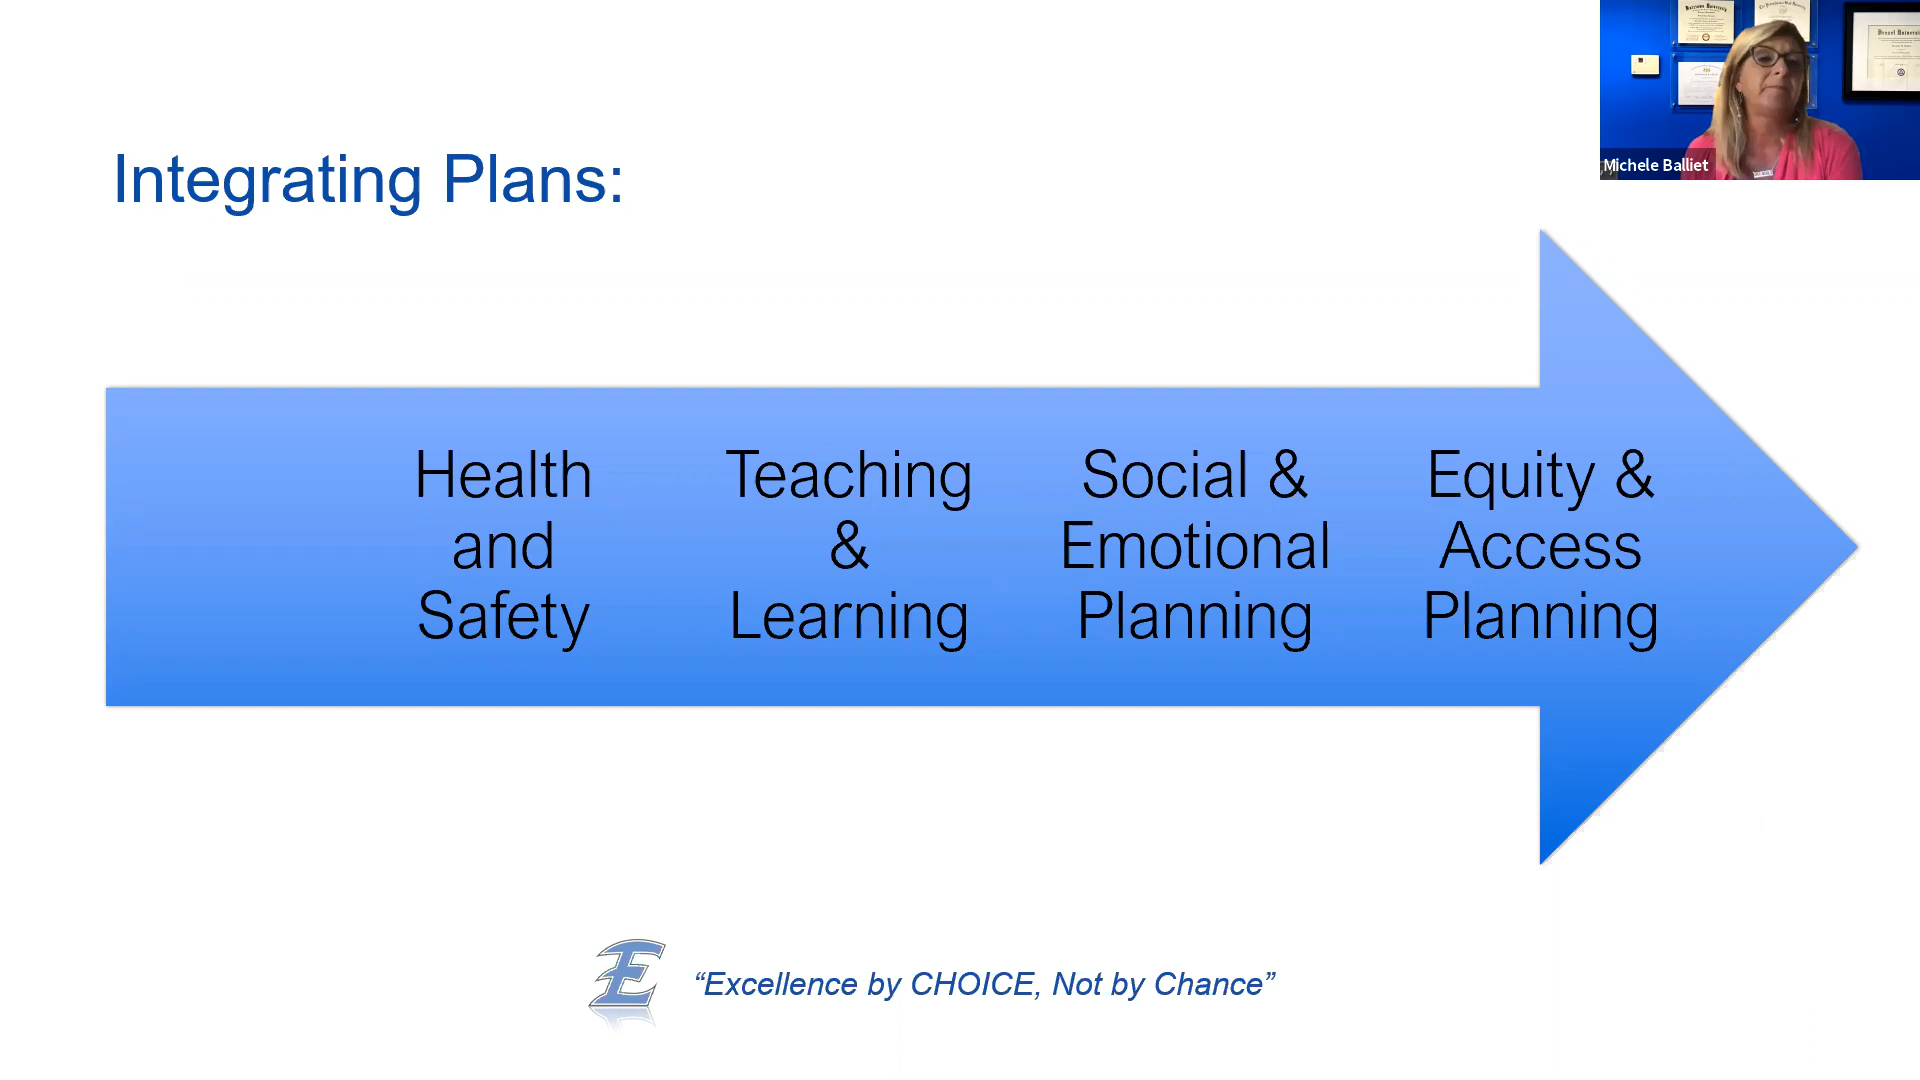 Integrating Plans:
Michele Balliet
Health
and
Safety
Teaching
&
Learning
Social &
Emotional
Planning
Equity &
Access
Planning
E
“Excellence by CHOICE, Not by Chance”